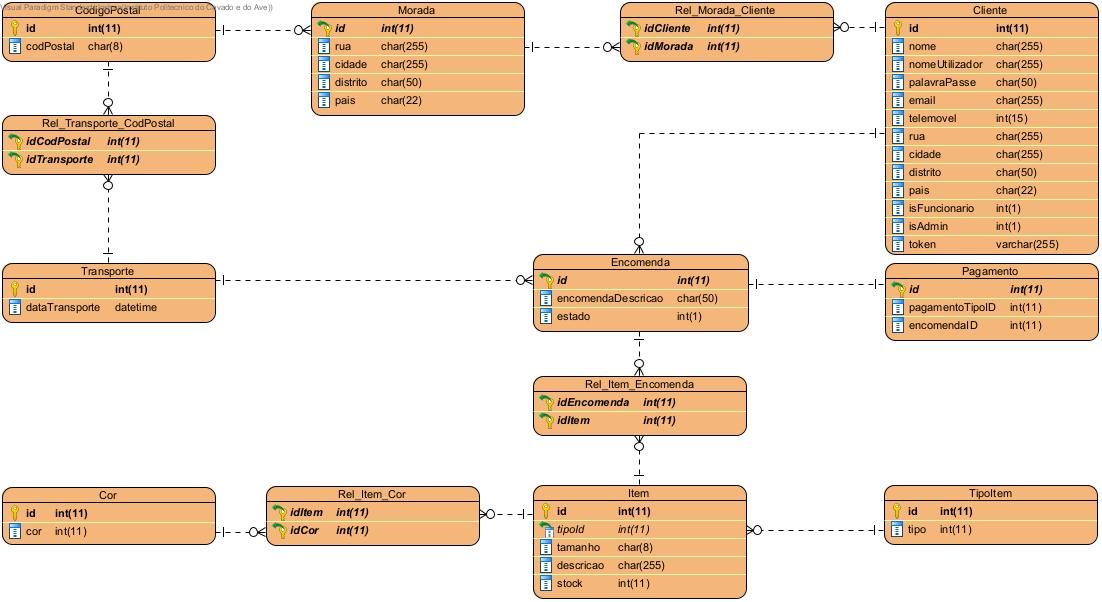 Visual Paradigm Standard
Instituto Politecnico do Cavado e do Ave))
CodigoPostal
id int(11)
codPostal char(8)
Morada
id int(11)
rua char(255)
cidade char(255)
distrito char(50)
pais char(22)
Rel_Morada_Cliente
idCliente int(11)
idMorada int(11)
Cliente
id int(11)
nome char(255)
nomeUtilizador char(255)
palavraPasse char(50)
email char(255)
telemovel int(15)
rua char(255)
cidade char(255)
distrito char(50)
pais char(22)
isFuncionario int(1)
isAdmin int(1)
token varchar(255)
Rel_Transporte_CodPostal
idCodPostal int(11)
idTransporte int(11)
Transporte
id int(11)
dataTransporte datetime
Encomenda
id int(11)
encomendaDescricao char(50)
estado int(1)
Pagamento
id int(11)
pagamentoTipoID int(11)
encomendaID int(11)
Rel_Item_Encomenda
idEncomenda int(11)
idItem int(11)
Cor
id int(11)
cor int(11)
Rel_Item_Cor
idItem int(11)
idCor int(11)
Item
id int(11)
tipoId int(11)
tamanho char(8)
descricao char(255)
stock int(11)
TipoItem
id int(11)
tipo int(11)